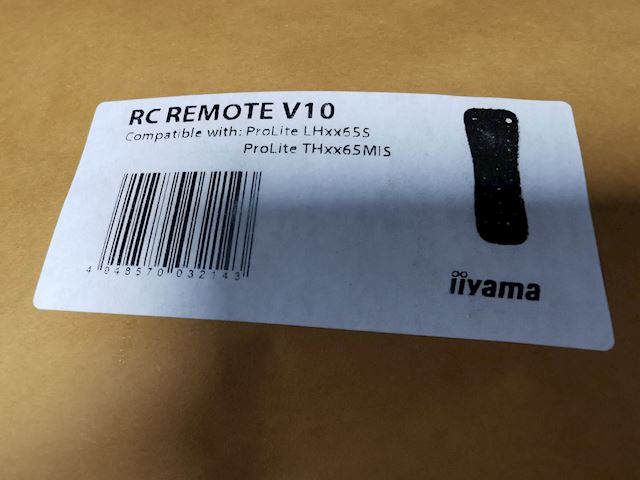 RC REMOTE V10
Compatible with: ProLite LHxx65S
ProLite THxx65MIS
4 948570 032143
iiyama